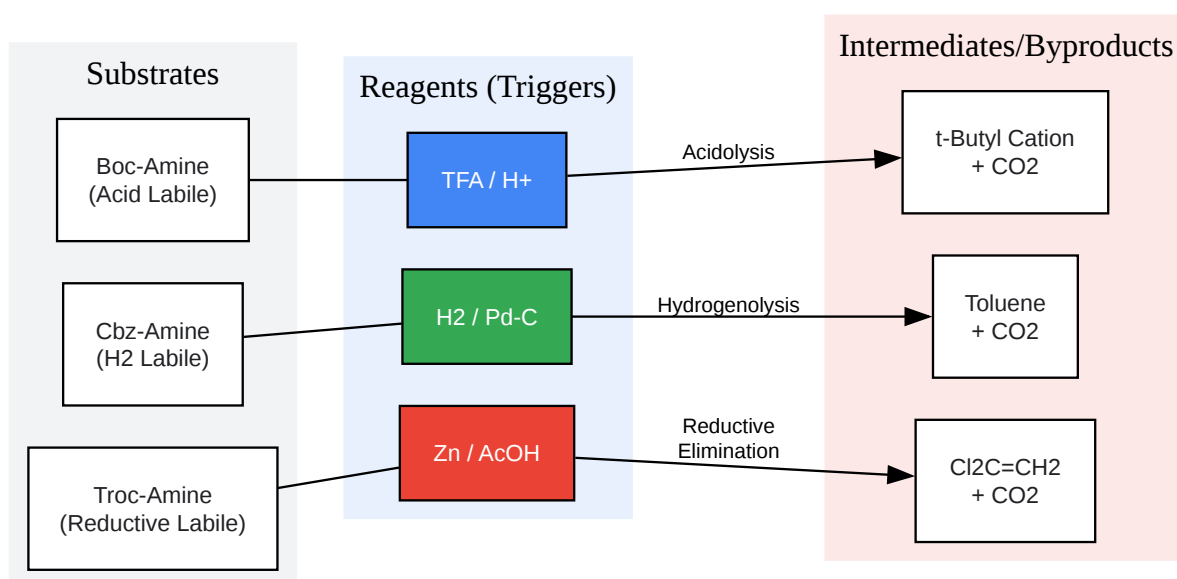 Substrates
Boc-Amine
(Acid Labile)
Cbz-Amine
(H2 Labile)
Troc-Amine
(Reductive Labile)
Reagents (Triggers)
TFA / H+
H2 / Pd-C
Zn / AcOH
Acidolysis
Hydrogenolysis
Reductive
Elimination
Intermediates/Byproducts
t-Butyl Cation
+ CO2
Toluene
+ CO2
Cl2C=CH2
+ CO2